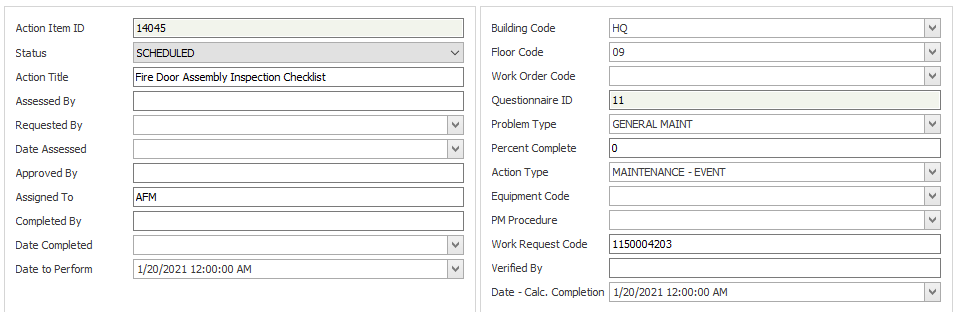 Action Item ID 14045
Status SCHEDULED
Action Title Fire Door Assembly Inspection Checklist
Assessed By
Requested By
Date Assessed
Approved By
Assigned To AFM
Completed By
Date Completed
Date to Perform 1/20/2021 12:00:00 AM
Building Code HQ
Floor Code 09
Work Order Code
Questionnaire ID 11
Problem Type GENERAL MAINT
Percent Complete 0
Action Type MAINTENANCE - EVENT
Equipment Code
PM Procedure
Work Request Code 1150004203
Verified By
Date - Calc. Completion 1/20/2021 12:00:00 AM